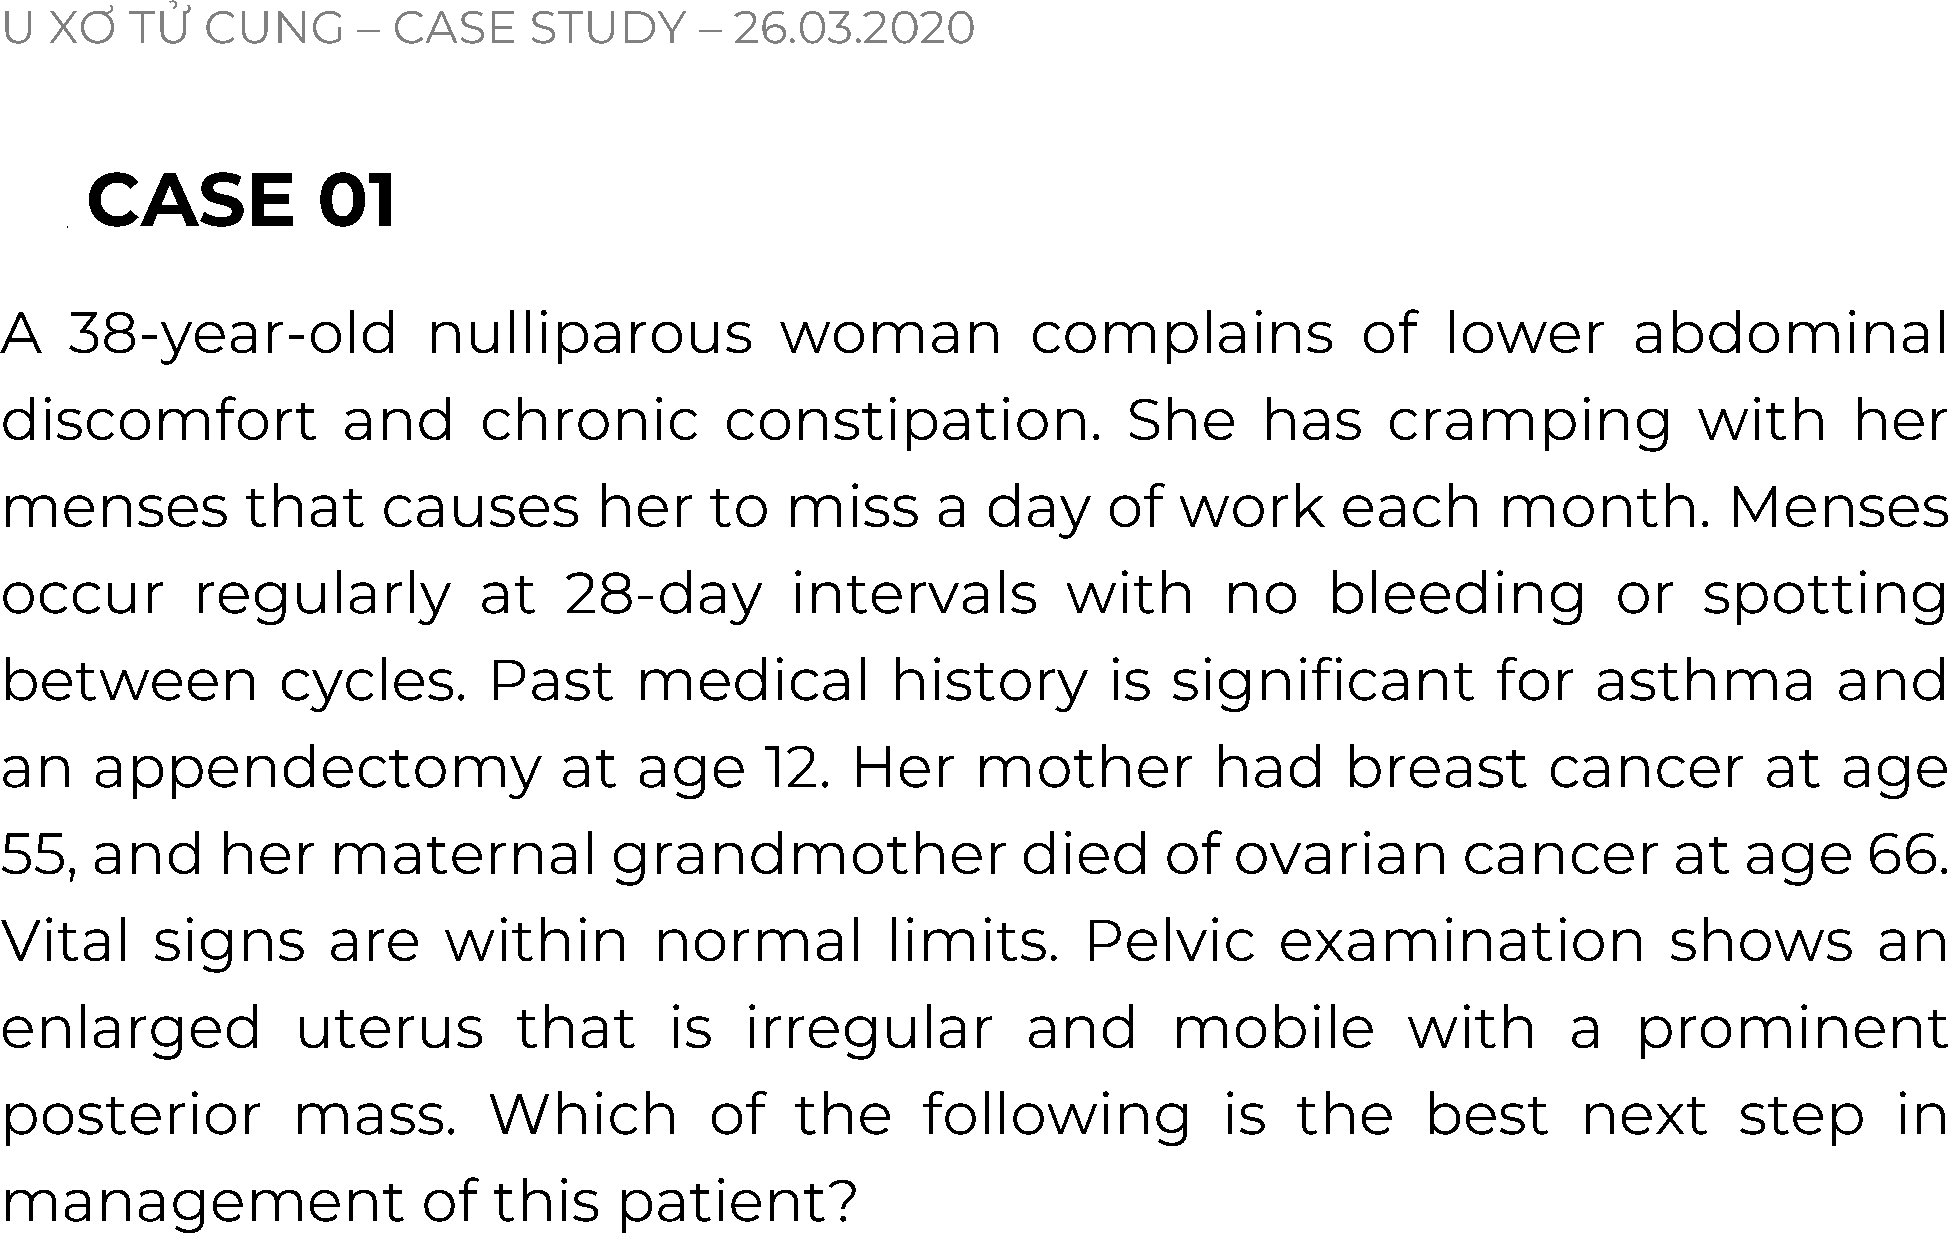 U XƠ TỬ CUNG – CASE STUDY – 26.03.2020
CASE 01
A 38-year-old nulliparous woman complains of lower abdominal
discomfort and chronic constipation. She has cramping with her
menses that causes her to miss a day of work each month. Menses
occur regularly at 28-day intervals with no bleeding or spotting
between cycles. Past medical history is significant for asthma and
an appendectomy at age 12. Her mother had breast cancer at age
55, and her maternal grandmother died of ovarian cancer at age 66.
Vital signs are within normal limits. Pelvic examination shows an
enlarged uterus that is irregular and mobile with a prominent
posterior mass. Which of the following is the best next step in
management of this patient?